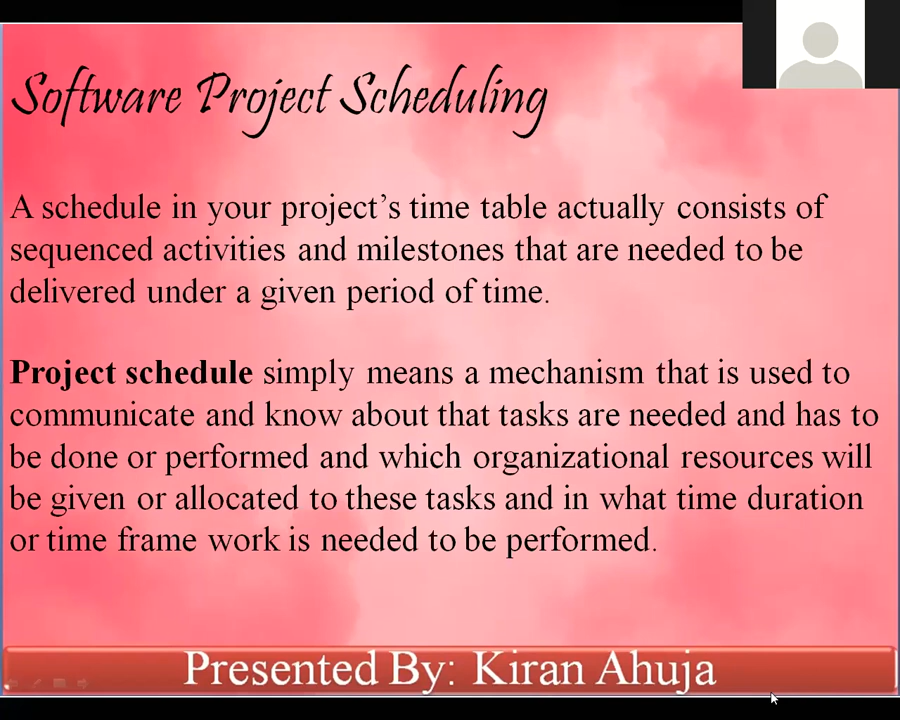 Software Project Scheduling
A schedule in your project's time table actually consists of
sequenced activities and milestones that are needed to be
delivered under a given period of time.
Project schedule simply means a mechanism that is used to
communicate and know about that tasks are needed and has to
be done or performed and which organizational resources will
be given or allocated to these tasks and in what time duration
or time frame work is needed to be performed.
Presented By: Kiran Ahuja